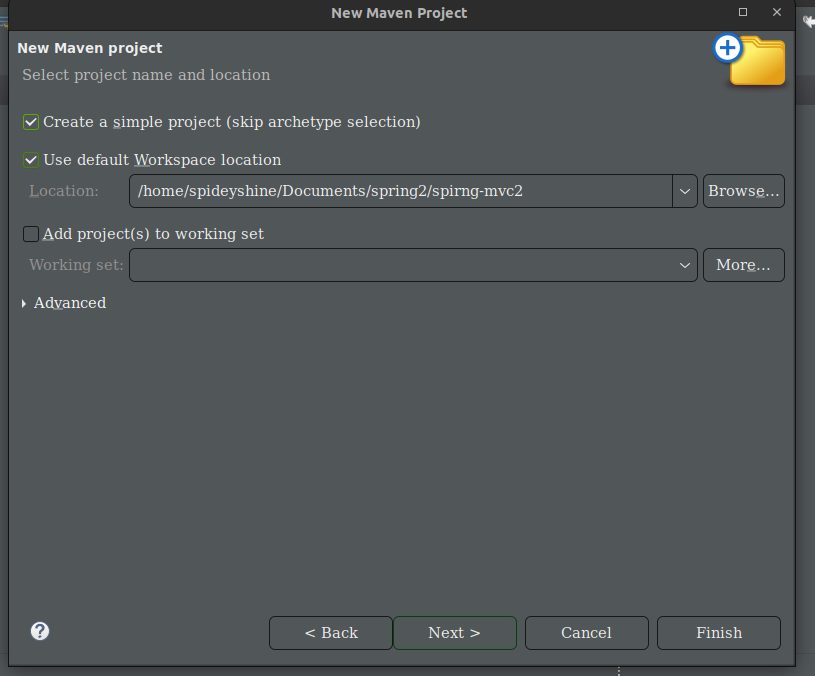 New Maven Project
New Maven project
Select project name and location
Create a simple project (skip archetype selection)
Use default Workspace location
Location: /home/spideyshine/Documents/spring2/spirng-mvc2 Browse...
Add project(s) to working set
Working set: More...
Advanced
? < Back Next > Cancel Finish